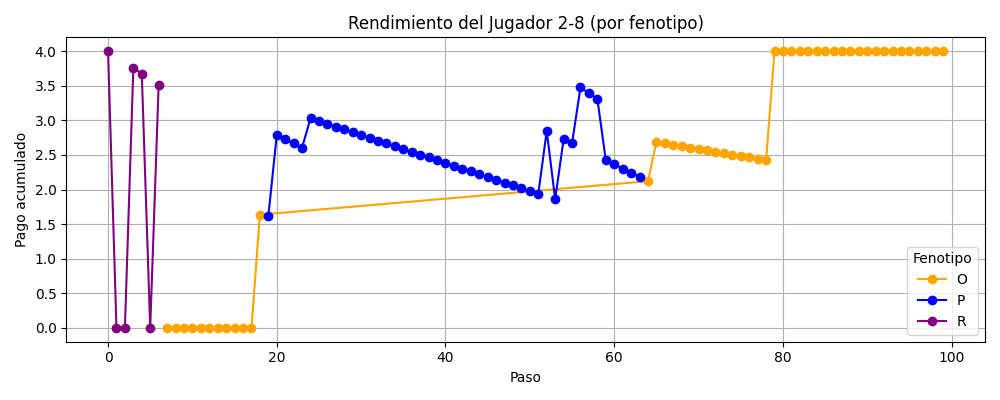 Rendimiento del Jugador 2-8 (por fenotipo)
Pago acumulado
4.0
3.5
3.0
2.5
2.0
1.5
1.0
0.5
0.0
Fenotipo
O
P
R
0 20 40 60 80 100
Paso